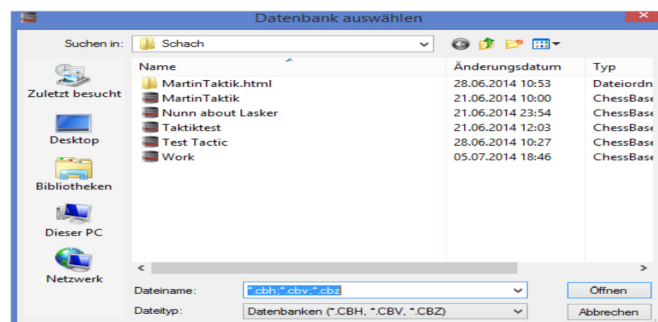 Datenbank auswählen
Suchen in: Schach
Name Änderungsdatum Typ
MartinTaktik.html 28.06.2014 10:53 Dateiordn
MartinTaktik 21.06.2014 10:00 ChessBase
Nunn about Lasker 21.06.2014 23:54 ChessBase
Taktiktest 21.06.2014 12:03 ChessBase
Test Tactic 28.06.2014 10:27 ChessBase
Work 05.07.2014 18:46 ChessBase
Zuletzt besucht
Desktop
Bibliotheken
Dieser PC
Netzwerk
Dateiname: *.cbh;*.cbv;*.cbz Öffnen
Dateityp: Datenbanken (*.CBH, *.CBV, *.CBZ) Abbrechen